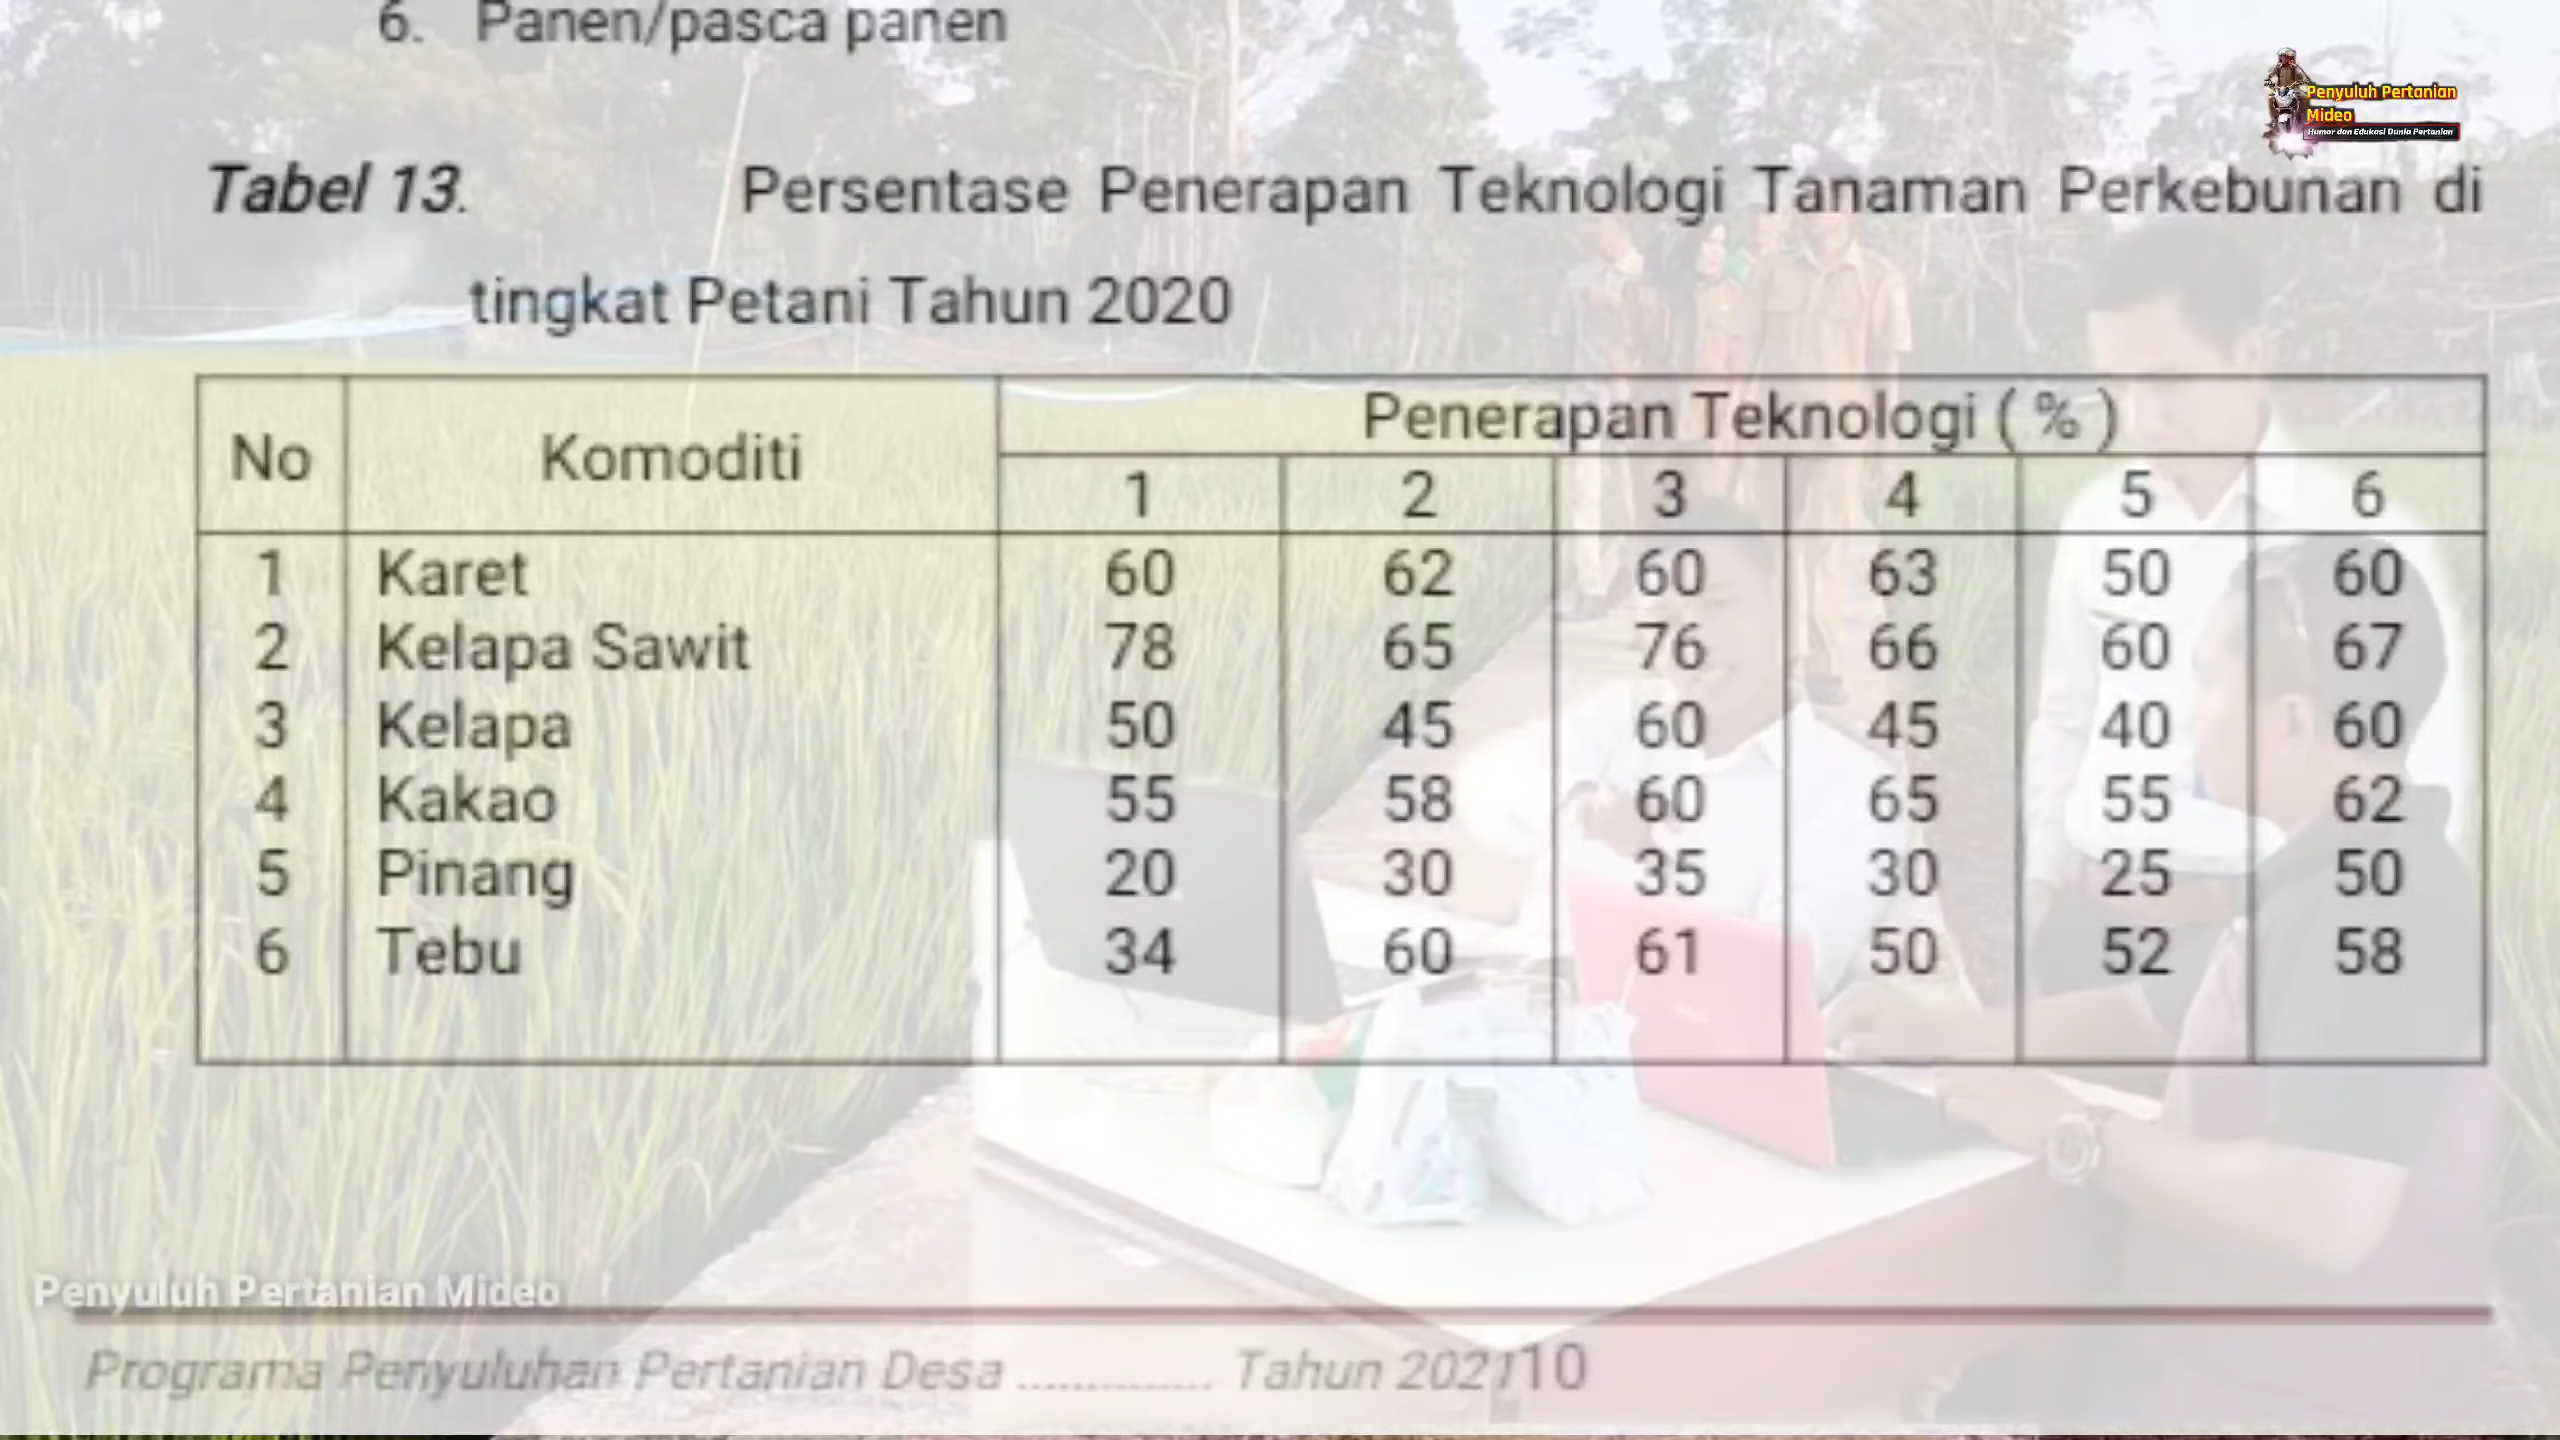 6. Panen/pasca panen
Penyuluh Pertanian
Mideo
Humor dan Edukasi Dunia Pertanian
Tabel 13. Persentase Penerapan Teknologi Tanaman Perkebunan di
tingkat Petani Tahun 2020
No Komoditi Penerapan Teknologi ( % )
1 2 3 4 5 6
1 Karet 60 62 60 63 50 60
2 Kelapa Sawit 78 65 76 66 60 67
3 Kelapa 50 45 60 45 40 60
4 Kakao 55 58 60 65 55 62
5 Pinang 20 30 35 30 25 50
6 Tebu 34 60 61 50 52 58
Penyuluh Pertanian Mideo
Programa Penyuluhan Pertanian Desa .............. Tahun 202110